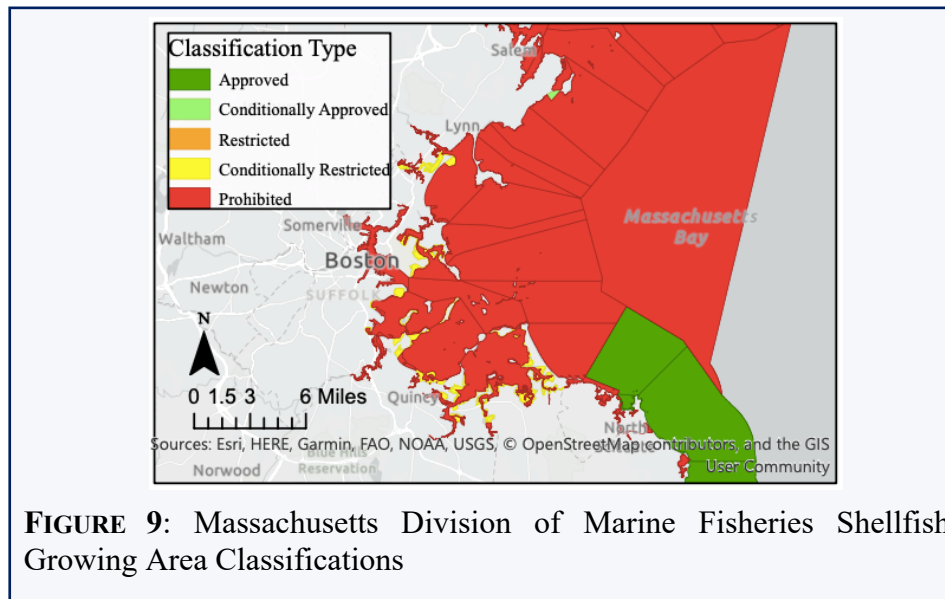 Classification Type
Approved
Conditionally Approved
Restricted
Conditionally Restricted
Prohibited
Salem
Lynn
Massachusetts
Bay
Somerville
Waltham
Boston
Newton
SUFFOLK
N
0 1.5 3 6 Miles
Quincy
North
Sources: Esri, HERE, Garmin, FAO, NOAA, USGS, © OpenStreetMap contributors, and the GIS
User Community
Blue Hills
Reservation
Norwood
FIGURE 9: Massachusetts Division of Marine Fisheries Shellfish
Growing Area Classifications